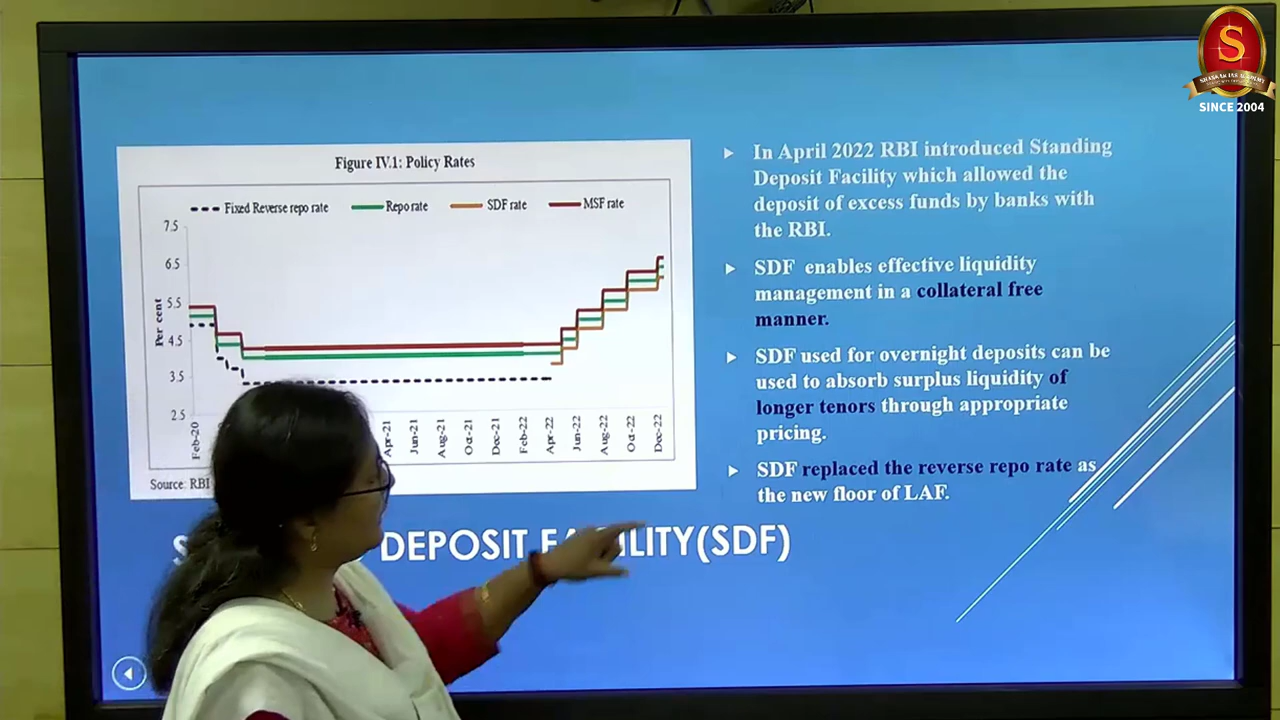 S
SHANKAR IAS ACADEMY
SINCE 2004
Figure IV.1: Policy Rates
Fixed Reverse repo rate Repo rate SDF rate MSF rate
7.5
6.5
5.5
4.5
3.5
2.5
Per cent
Feb-20
Apr-21
Jun-21
Aug-21
Oct-21
Dec-21
Feb-22
Apr-22
Jun-22
Aug-22
Oct-22
Dec-22
Source: RBI
In April 2022 RBI introduced Standing
Deposit Facility which allowed the
deposit of excess funds by banks with
the RBI.
SDF enables effective liquidity
management in a collateral free
manner.
SDF used for overnight deposits can be
used to absorb surplus liquidity of
longer tenors through appropriate
pricing.
SDF replaced the reverse repo rate as
the new floor of LAF.
DEPOSIT FACILITY(SDF)